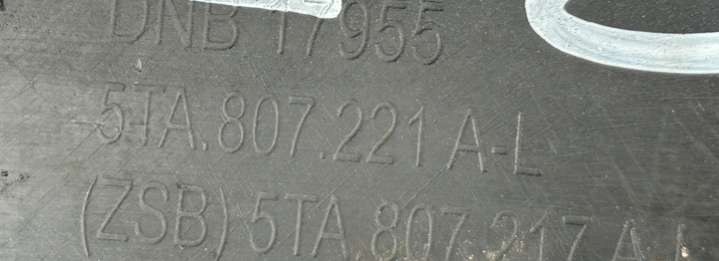 DNB 17955
5TA.807.221 A-L
(ZSB) 5TA 807 217 A